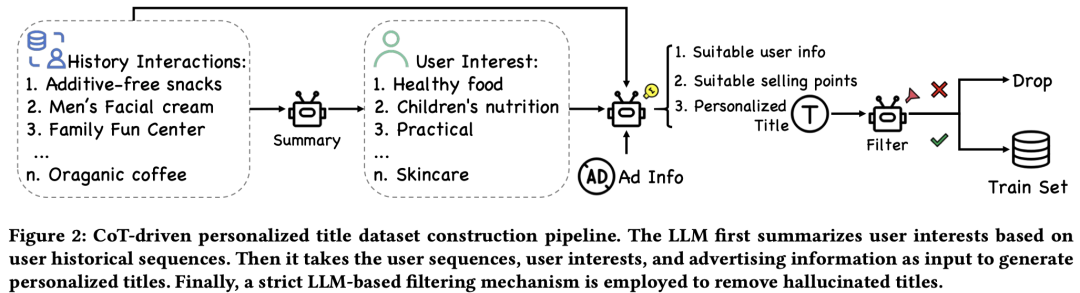 History Interactions:
1. Additive-free snacks
2. Men's Facial cream
3. Family Fun Center
...
n. Oraganic coffee
Summary
User Interest:
1. Healthy food
2. Children's nutrition
3. Practical
...
n. Skincare
AD Ad Info
1. Suitable user info
2. Suitable selling points
3. Personalized
Title
T
Filter
Drop
Train Set
Figure 2: CoT-driven personalized title dataset construction pipeline. The LLM first summarizes user interests based on
user historical sequences. Then it takes the user sequences, user interests, and advertising information as input to generate
personalized titles. Finally, a strict LLM-based filtering mechanism is employed to remove hallucinated titles.